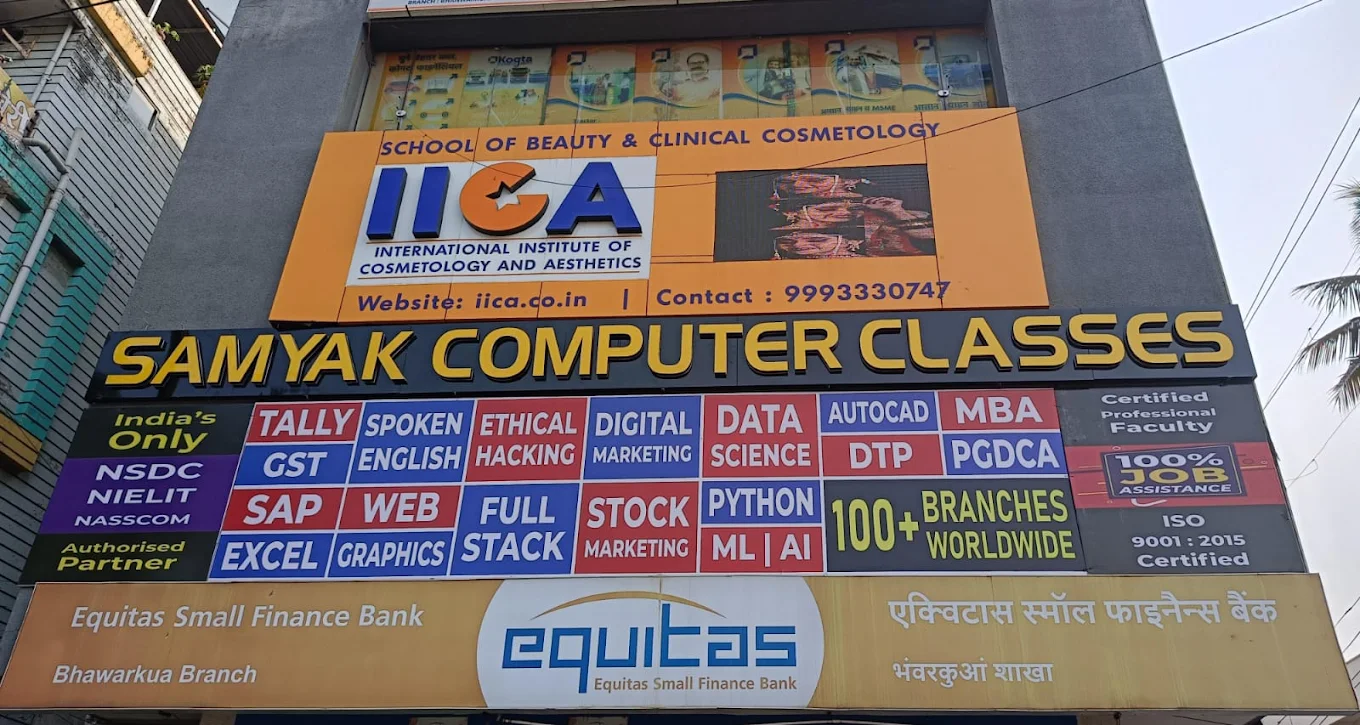 Kogta
SCHOOL OF BEAUTY & CLINICAL COSMETOLOGY
IICA
INTERNATIONAL INSTITUTE OF
COSMETOLOGY AND AESTHETICS
Website: iica.co.in | Contact : 9993330747
SAMYAK COMPUTER CLASSES
India's
Only
NSDC
NIELIT
NASSCOM
Authorised
Partner
TALLY
GST
SPOKEN
ENGLISH
ETHICAL
HACKING
DIGITAL
MARKETING
DATA
SCIENCE
AUTOCAD
DTP
MBA
PGDCA
SAP
EXCEL
WEB
GRAPHICS
FULL
STACK
STOCK
MARKETING
PYTHON
ML | AI
100+ BRANCHES
WORLDWIDE
Certified
Professional
Faculty
100%
JOB
ASSISTANCE
ISO
9001 : 2015
Certified
Equitas Small Finance Bank
Bhawarkua Branch
equitas
Equitas Small Finance Bank
एक्विटास स्मॉल फाइनैन्स बैंक
भंवरकुआं शाखा